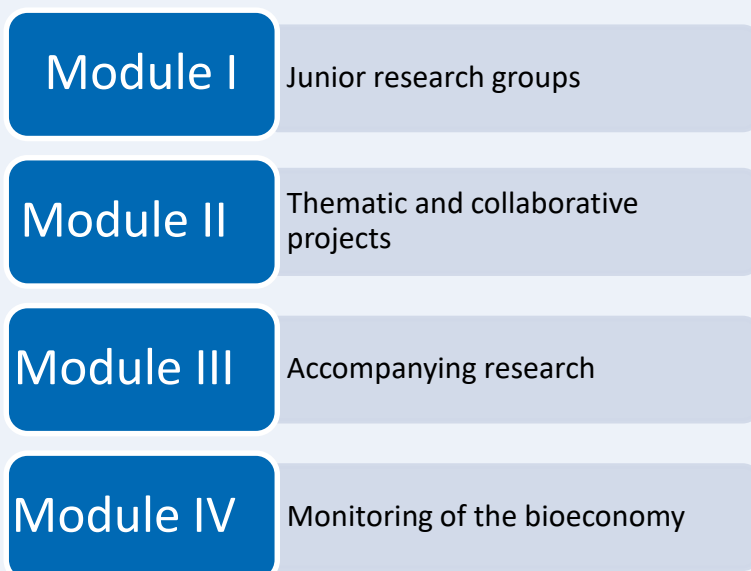 Module I
Junior research groups
Module II
Thematic and collaborative
projects
Module III
Accompanying research
Module IV
Monitoring of the bioeconomy